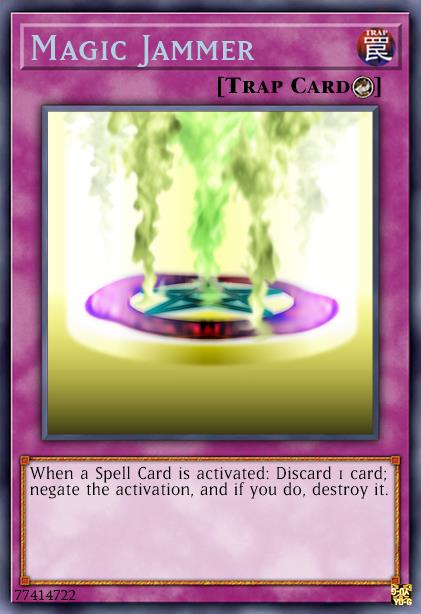 Magic Jammer
TRAP
罠
[Trap Card]
When a Spell Card is activated: Discard 1 card;
negate the activation, and if you do, destroy it.
77414722